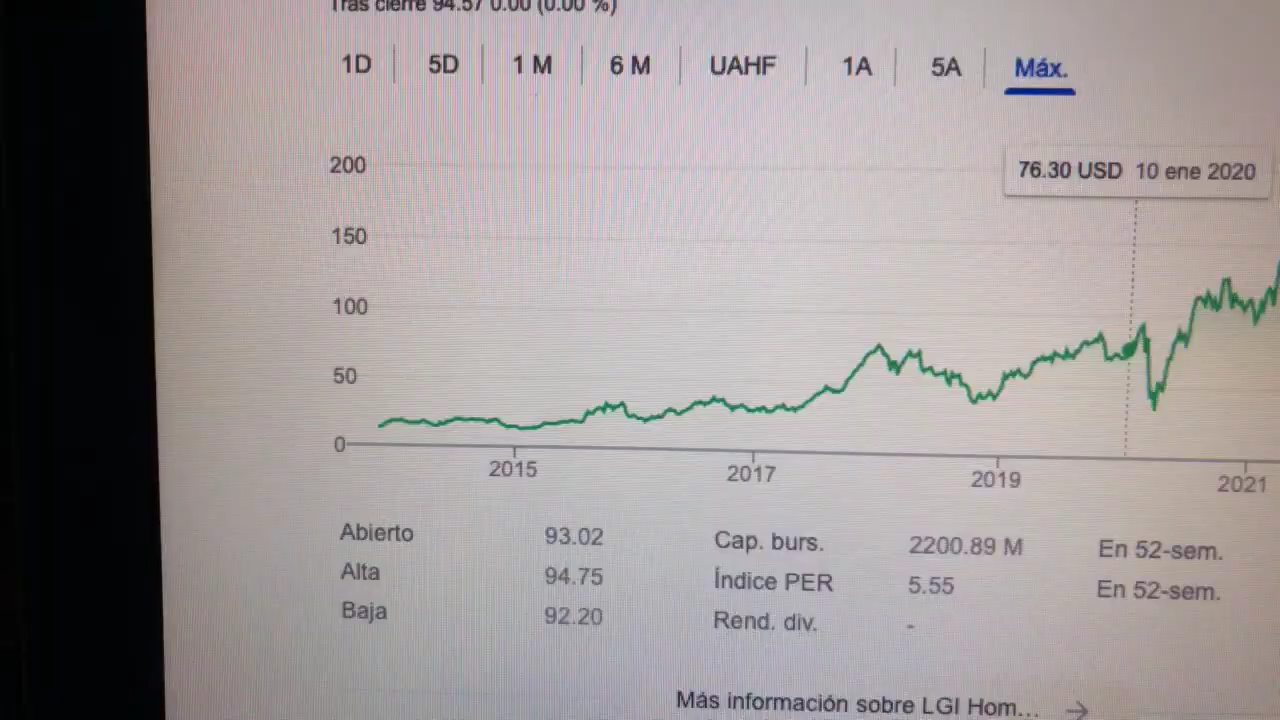 Tras cierre 94.57 0.00 (0.00 %)
1D 5D 1 M 6 M UAHF 1A 5A Máx.
76.30 USD 10 ene 2020
200
150
100
50
0
2015 2017 2019 2021
Abierto 93.02 Cap. burs. 2200.89 M En 52-sem.
Alta 94.75 Índice PER 5.55 En 52-sem.
Baja 92.20 Rend. div. -
Más información sobre LGI Hom... →